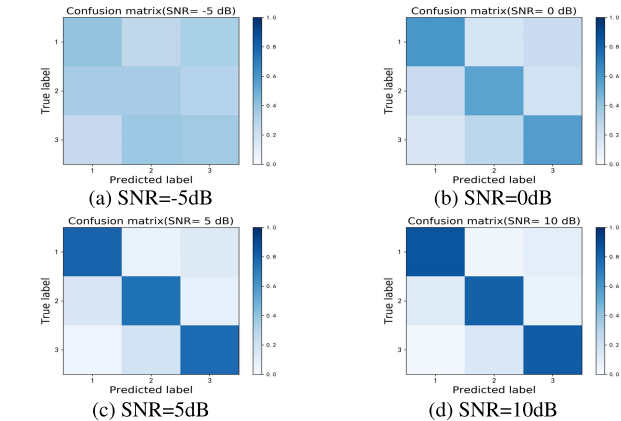 Confusion matrix(SNR= -5 dB)
True label
1
2
3
1 2 3
Predicted label
1.0
0.8
0.6
0.4
0.2
0.0
(a) SNR=-5dB
Confusion matrix(SNR= 0 dB)
True label
1
2
3
1 2 3
Predicted label
1.0
0.8
0.6
0.4
0.2
0.0
(b) SNR=0dB
Confusion matrix(SNR= 5 dB)
True label
1
2
3
1 2 3
Predicted label
1.0
0.8
0.6
0.4
0.2
0.0
(c) SNR=5dB
Confusion matrix(SNR= 10 dB)
True label
1
2
3
1 2 3
Predicted label
1.0
0.8
0.6
0.4
0.2
0.0
(d) SNR=10dB